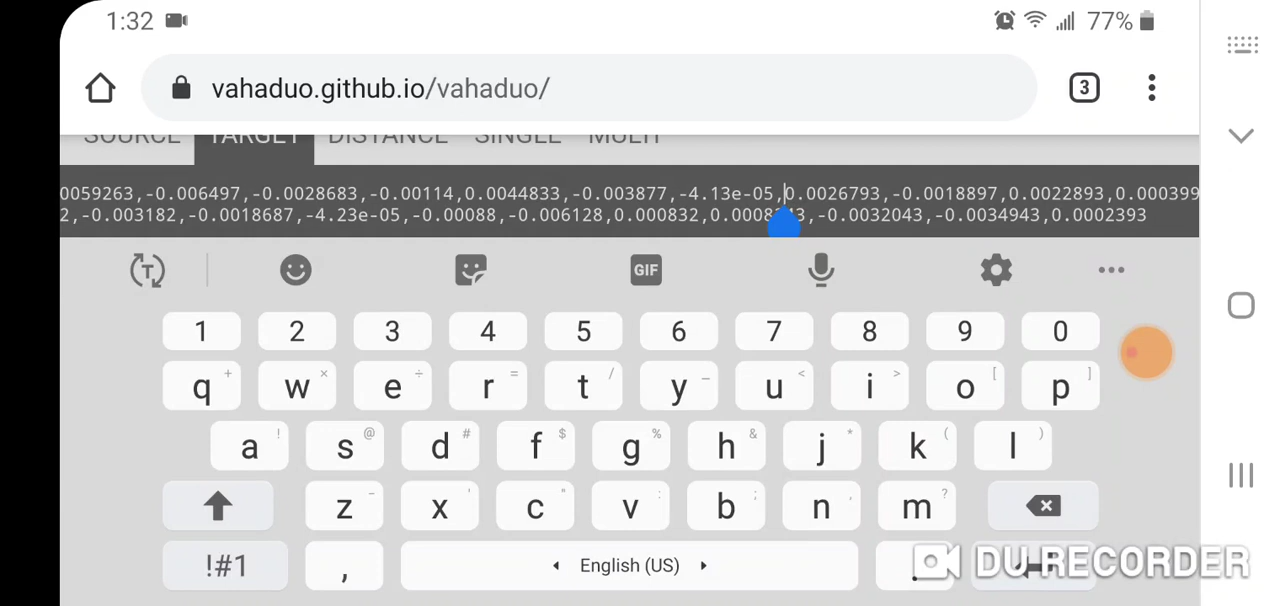 1:32 77%
vahaduo.github.io/vahaduo/ 3
SOURCE TARGET DISTANCE SINGLE MULTI
0059263,-0.006497,-0.0028683,-0.00114,0.0044833,-0.003877,-4.13e-05,0.0026793,-0.0018897,0.0022893,0.000399
2,-0.003182,-0.0018687,-4.23e-05,-0.00088,-0.006128,0.000832,0.0008343,-0.0032043,-0.0034943,0.0002393
T GIF
1 2 3 4 5 6 7 8 9 0
q + w × e ÷ r = t / y _ u < i > o [ p ]
a ! s @ d # f $ g % h & j * k ( l )
z - x ' c " v : b ; n , m ?
!#1 , English (US) .
DU RECORDER